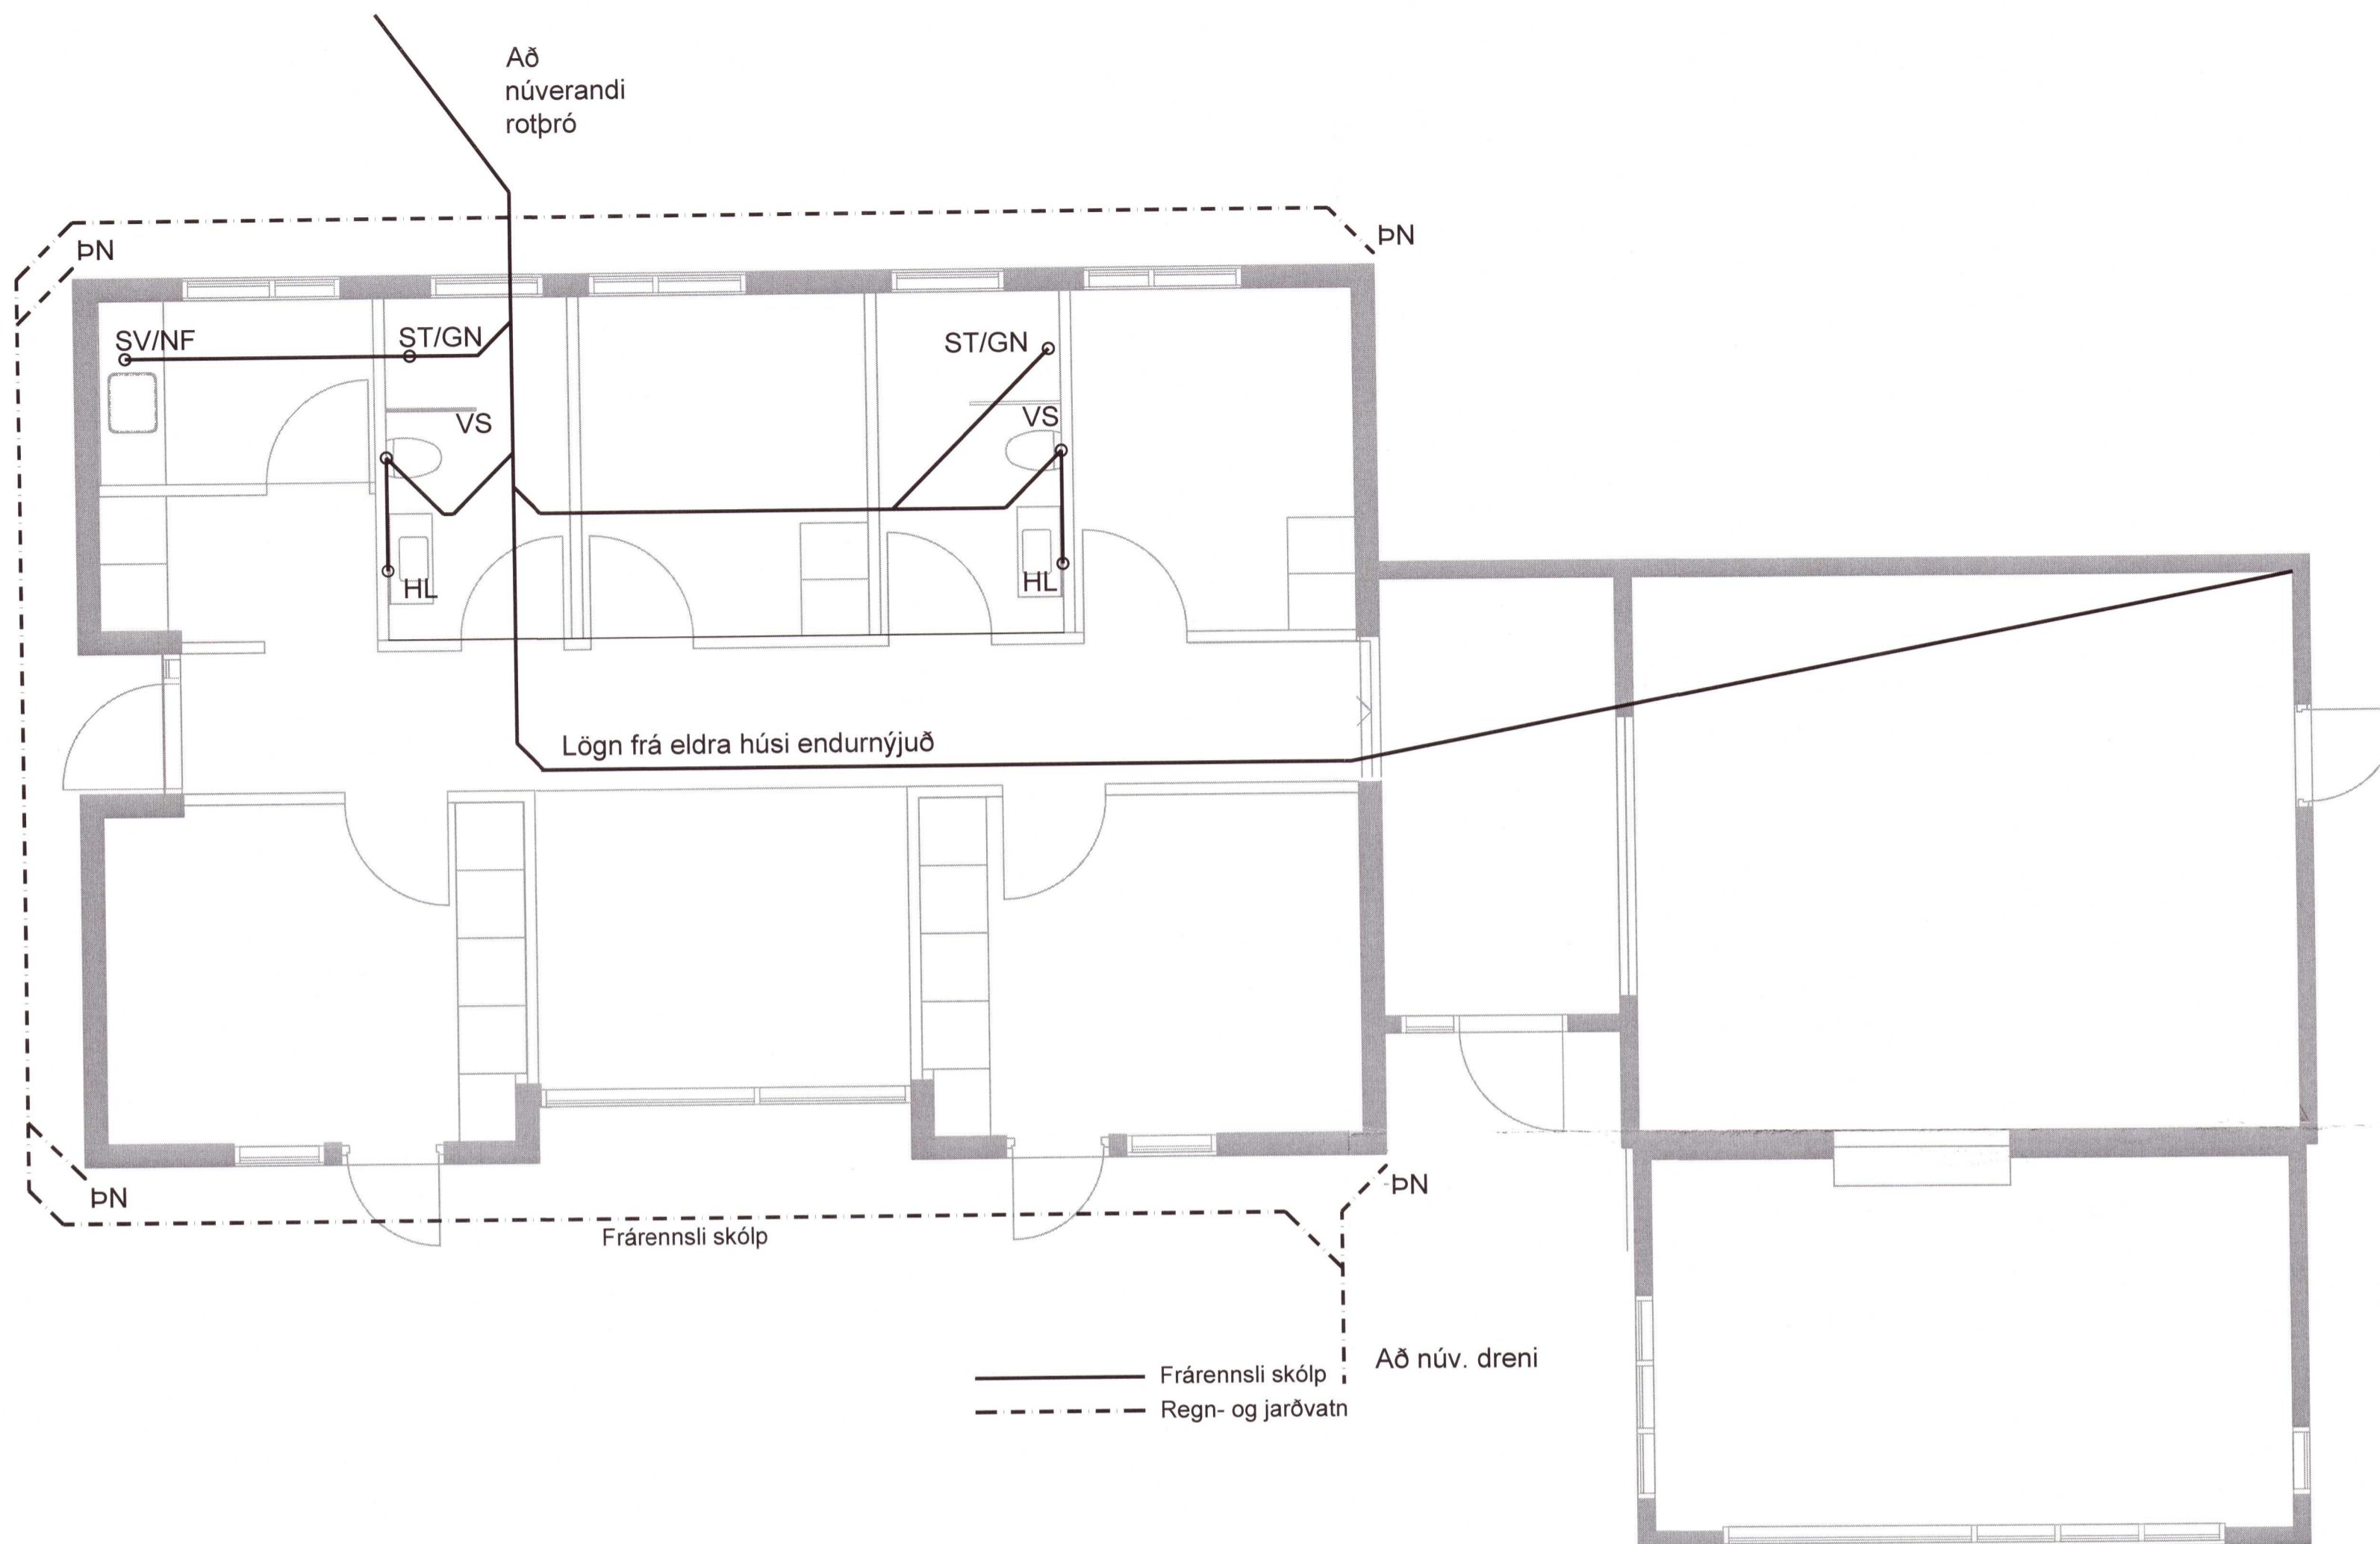 Að
núverandi
rotþró
ÞN
ÞN
SV/NF
ST/GN
ST/GN
VS
VS
HL
HL
Lögn frá eldra húsi endurnýjuð
ÞN
ÞN
Frárennsli skólp
Að núv. dreni
Frárennsli skólp
Regn- og jarðvatn